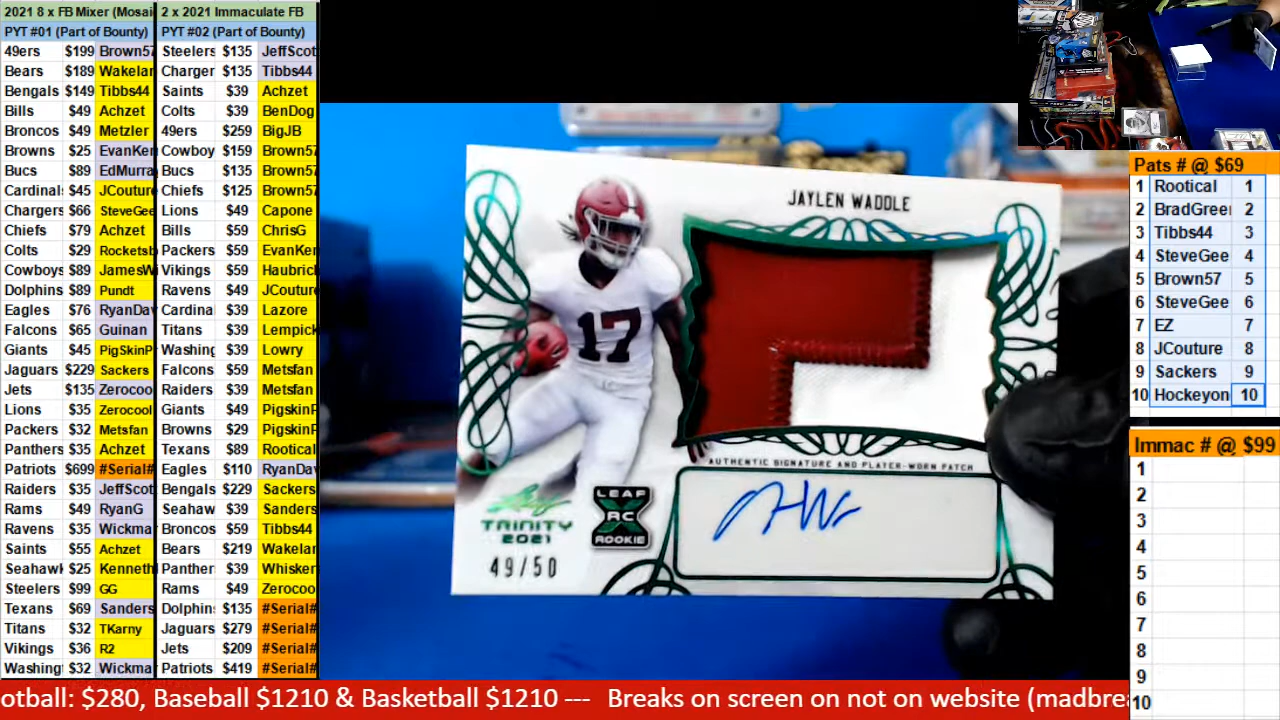 2021 8 x FB Mixer (Mosai
PYT #01 (Part of Bounty)
49ers $199 Brown57
Bears $189 Wakelar
Bengals $149 Tibbs44
Bills $49 Achzet
Broncos $49 Metzler
Browns $25 EvanKer
Bucs $89 EdMurra
Cardinals $45 JCouture
Chargers $66 SteveGee
Chiefs $79 Achzet
Colts $29 Rocketsb
Cowboys $89 JamesWi
Dolphins $89 Pundt
Eagles $76 RyanDav
Falcons $65 Guinan
Giants $45 PigSkinP
Jaguars $229 Sackers
Jets $135 Zerocoo
Lions $35 Zerocool
Packers $32 Metsfan
Panthers $35 Achzet
Patriots $699 #Serial#
Raiders $35 JeffScot
Rams $49 RyanG
Ravens $35 Wickma
Saints $55 Achzet
Seahawk $25 Kenneth
Steelers $99 GG
Texans $69 Sanders
Titans $32 TKarny
Vikings $36 R2
Washing $32 Wickma
2 x 2021 Immaculate FB
PYT #02 (Part of Bounty)
Steelers $135 JeffScot
Charger $135 Tibbs44
Saints $39 Achzet
Colts $39 BenDog
49ers $259 BigJB
Cowboy $159 Brown57
Bucs $135 Brown57
Chiefs $125 Brown57
Lions $49 Capone
Bills $59 ChrisG
Packers $59 EvanKer
Vikings $59 Haubrich
Ravens $49 JCouture
Cardina $39 Lazore
Titans $39 Lempick
Washing $39 Lowry
Falcons $59 Metsfan
Raiders $39 Metsfan
Giants $49 PigskinP
Browns $29 PigskinP
Texans $89 Rootical
Eagles $110 RyanDav
Bengals $229 Sackers
Seahaw $39 Sanders
Broncos $59 Tibbs44
Bears $219 Wakelar
Panther $39 Whisker
Rams $49 Zerocoo
Dolphin $135 #Serial#
Jaguars $279 #Serial#
Jets $209 #Serial#
Patriots $419 #Serial#
JAYLEN WADDLE
17
AUTHENTIC SIGNATURE AND PLAYER-WORN PATCH
Leaf
TRINITY
2021
LEAF
RC
ROOKIE
49/50
Pats # @ $69
1 Rootical 1
2 BradGreer 2
3 Tibbs44 3
4 SteveGee 4
5 Brown57 5
6 SteveGee 6
7 EZ 7
8 JCouture 8
9 Sackers 9
10 Hockeyon 10
Immac # @ $99
1
2
3
4
5
6
7
8
9
10
otball: $280, Baseball $1210 & Basketball $1210 --- Breaks on screen on not on website (madbrea